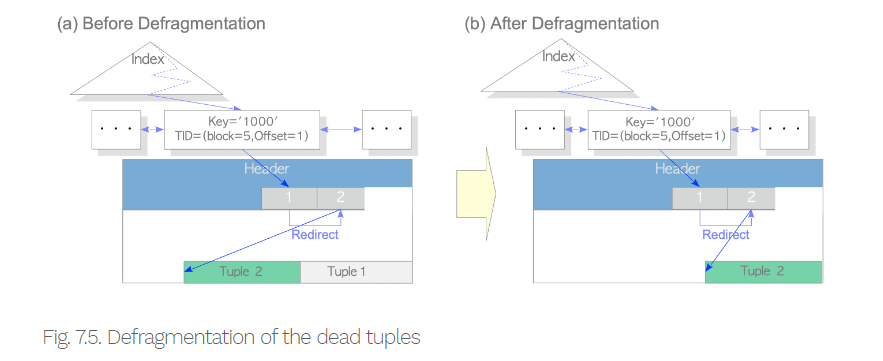 (a) Before Defragmentation
Index
. . .
Key='1000'
TID=(block=5,Offset=1)
. . .
Header
1
2
Redirect
Tuple 2
Tuple 1
(b) After Defragmentation
Index
. . .
Key='1000'
TID=(block=5,Offset=1)
. . .
Header
1
2
Redirect
Tuple 2
Fig. 7.5. Defragmentation of the dead tuples